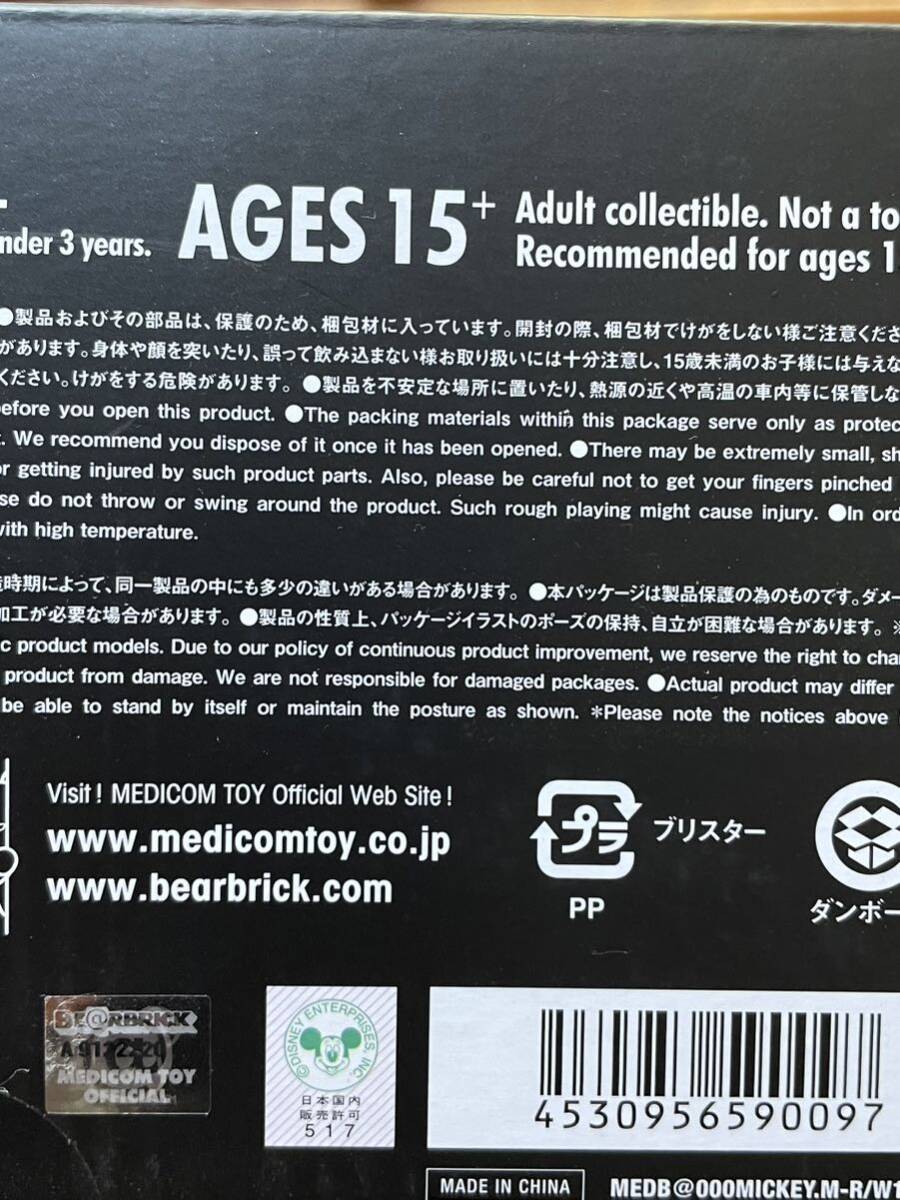 nder 3 years.
AGES 15+
Adult collectible. Not a to
Recommended for ages 1
●製品およびその部品は、保護のため、梱包材に入っています。開封の際、梱包材でけがをしない様ご注意くださ
があります。身体や顔を突いたり、誤って飲み込まない様お取り扱いには十分注意し、15歳未満のお子様には与えな
ください。けがをする危険があります。 ●製品を不安定な場所に置いたり、熱源の近くや高温の車内等に保管しな
before you open this product. ●The packing materials within this package serve only as protec
t. We recommend you dispose of it once it has been opened. ●There may be extremely small, sh
or getting injured by such product parts. Also, please be careful not to get your fingers pinched
se do not throw or swing around the product. Such rough playing might cause injury. ●In ord
with high temperature.
造時期によって、同一製品の中にも多少の違いがある場合があります。 ●本パッケージは製品保護の為のものです。ダメー
加工が必要な場合があります。 ●製品の性質上、パッケージイラストのポーズの保持、自立が困難な場合があります。 ※
ic product models. Due to our policy of continuous product improvement, we reserve the right to chan
product from damage. We are not responsible for damaged packages. ●Actual product may differ
be able to stand by itself or maintain the posture as shown. *Please note the notices above
Visit! MEDICOM TOY Official Web Site!
www.medicomtoy.co.jp
www.bearbrick.com
プラ
ブリスター
PP
ダンボー
BE@RBRICK
MEDICOM TOY
OFFICIAL
©DISNEY ENTERPRISES, INC.
日本国内
販売許可
517
4530956590097
MADE IN CHINA
MEDB@000MICKEY.M-R/W1